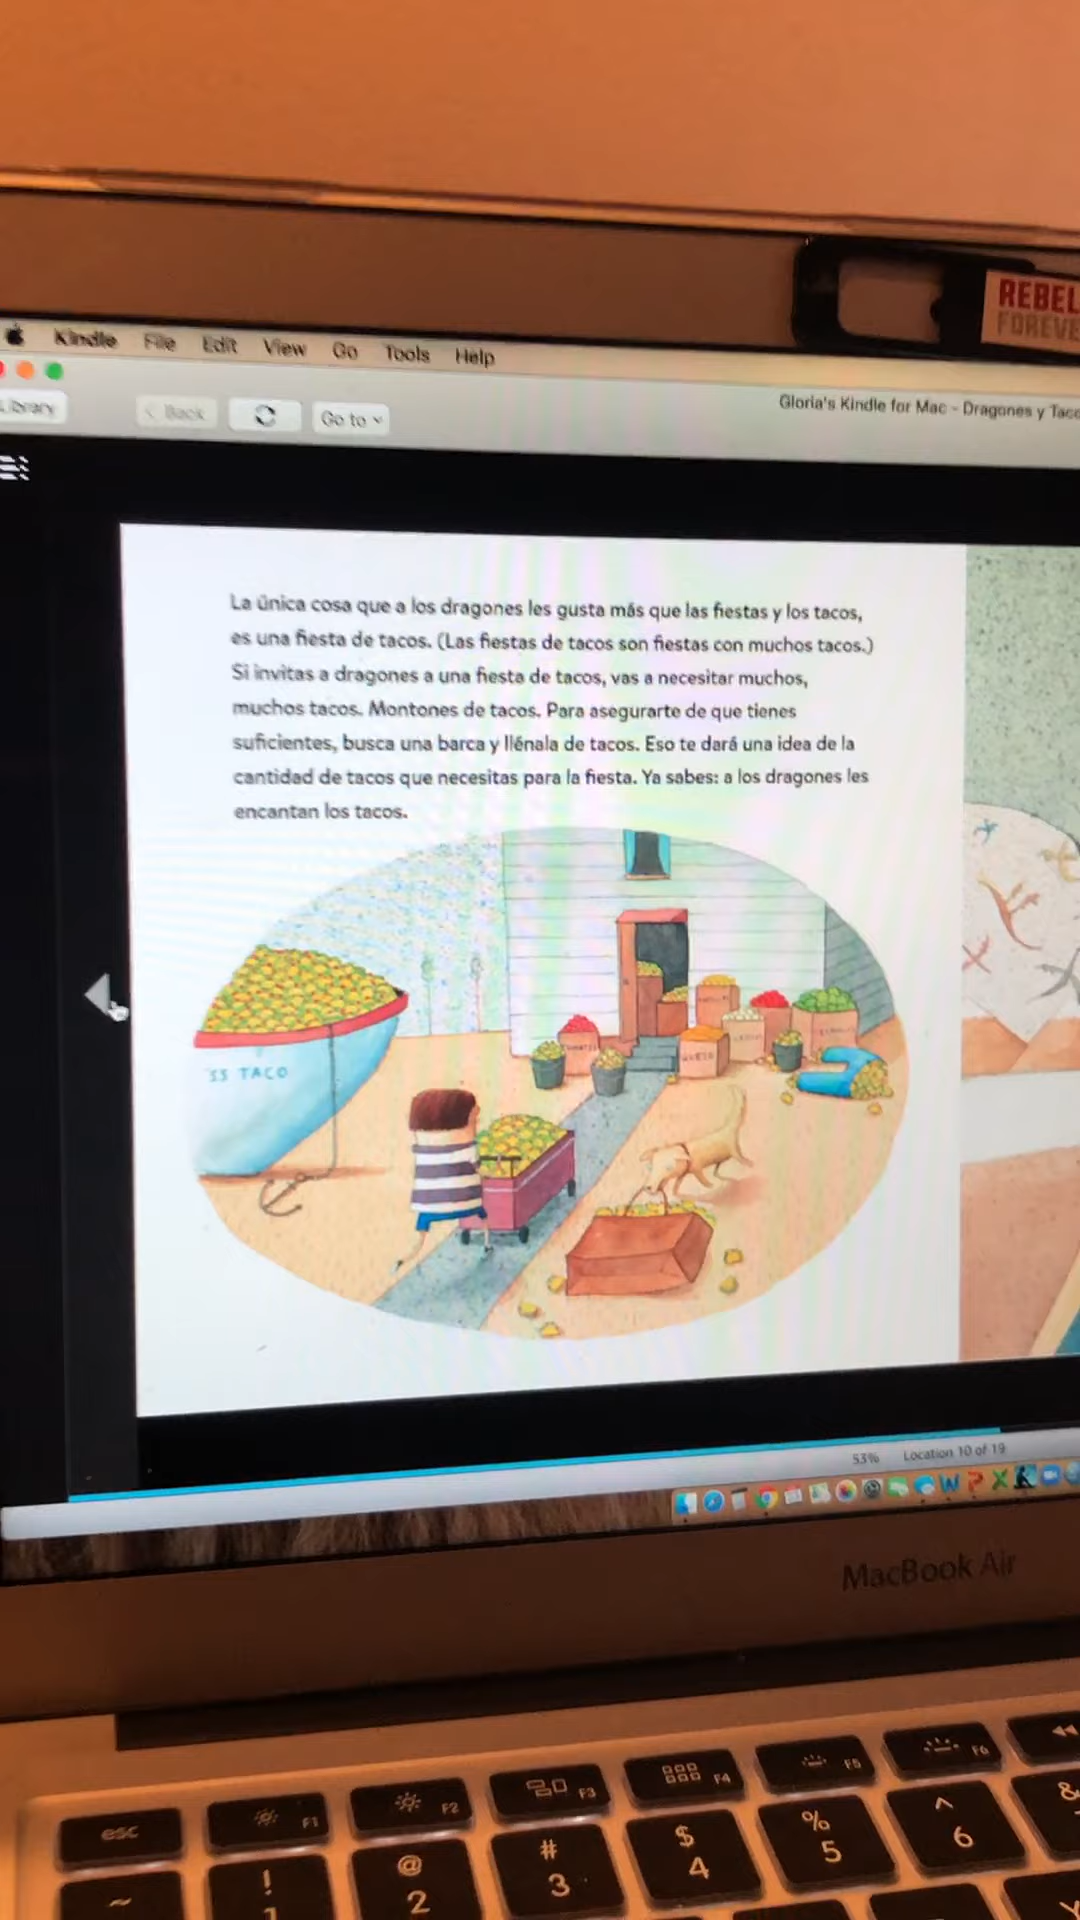 REBEL
FOREVE
Kindle File Edit View Go Tools Help
Library
< Back
Go to
Gloria's Kindle for Mac - Dragones y Taco
La única cosa que a los dragones les gusta más que las fiestas y los tacos,
es una fiesta de tacos. (Las fiestas de tacos son fiestas con muchos tacos.)
Si invitas a dragones a una fiesta de tacos, vas a necesitar muchos,
muchos tacos. Montones de tacos. Para asegurarte de que tienes
suficientes, busca una barca y llénala de tacos. Eso te dará una idea de la
cantidad de tacos que necesitas para la fiesta. Ya sabes: a los dragones les
encantan los tacos.
SS TACO
QUESO
53% Location 10 of 19
MacBook Air
esc F1 F2 F3 F4 F5 F6
~ ! @ # $ % ^ &
1 2 3 4 5 6
Y